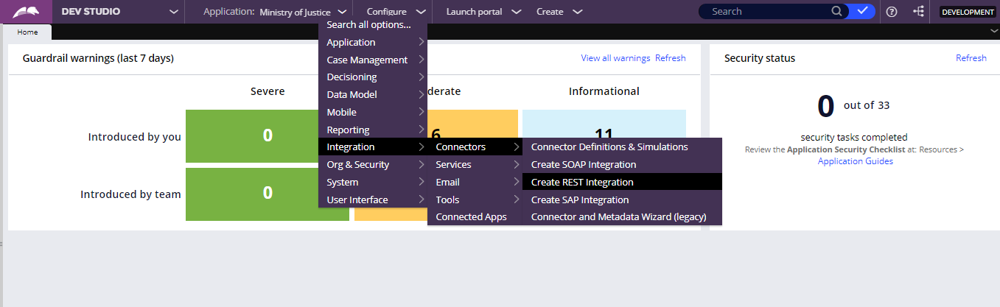 DEV STUDIO
Application: Ministry of Justice
Configure
Launch portal
Create
Search
DEVELOPMENT
Home
Guardrail warnings (last 7 days)
View all warnings Refresh
Severe
derate
Informational
Introduced by you
0
6
11
Introduced by team
0
Search all options...
Application
Case Management
Decisioning
Data Model
Mobile
Reporting
Integration
Org & Security
System
User Interface
Connectors
Services
Email
Tools
Connected Apps
Connector Definitions & Simulations
Create SOAP Integration
Create REST Integration
Create SAP Integration
Connector and Metadata Wizard (legacy)
Security status
Refresh
0 out of 33
security tasks completed
Review the Application Security Checklist at: Resources >
Application Guides